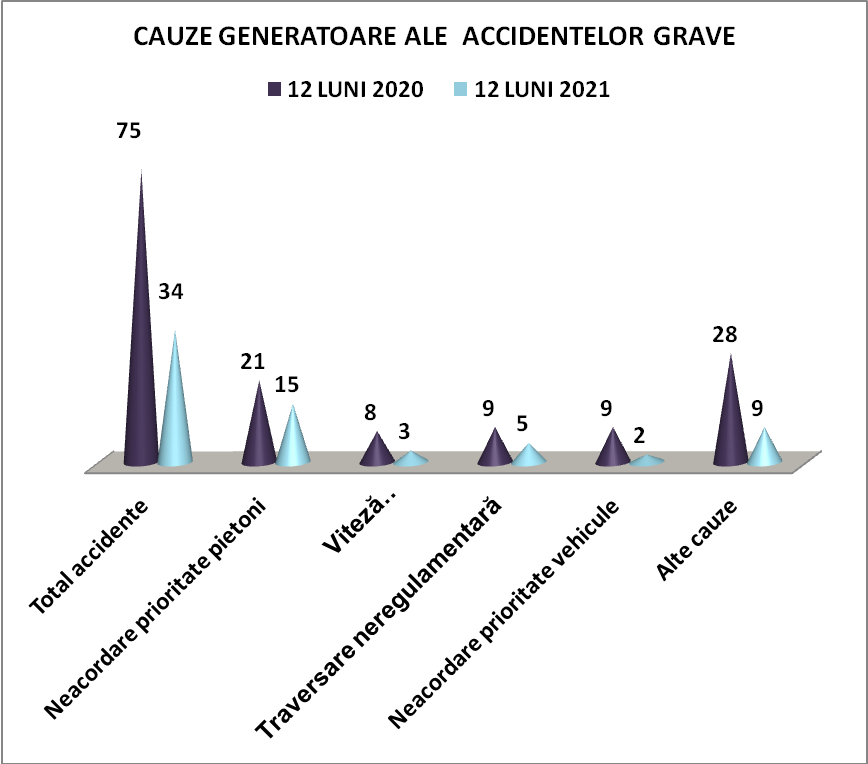 CAUZE GENERATOARE ALE ACCIDENTELOR GRAVE
12 LUNI 2020 12 LUNI 2021
75
34
21
15
8
3
9
5
9
2
28
9
Total accidente
Neacordare prioritate pietoni
Viteză..
Traversare neregulamentară
Neacordare prioritate vehicule
Alte cauze